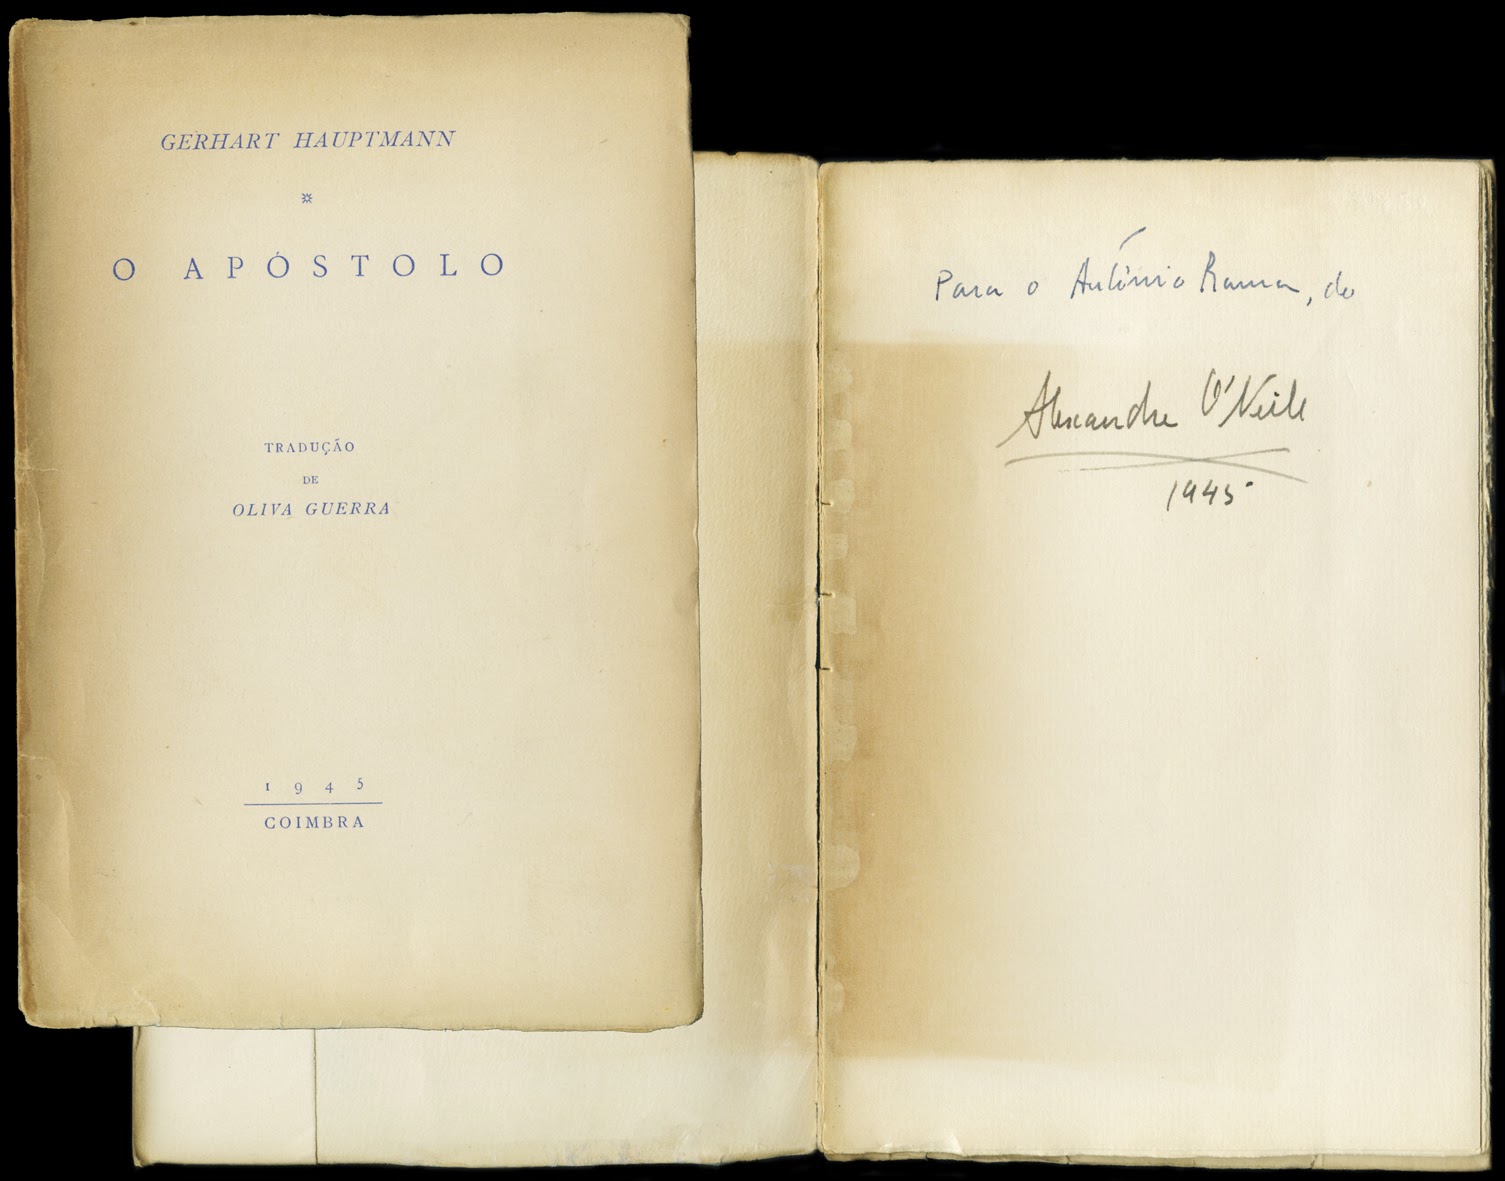 GERHART HAUPTMANN
O APÓSTOLO
TRADUÇÃO
DE
OLIVA GUERRA
1945
COIMBRA
Para o António Ramos, do
Alexandre O'Neill
1945